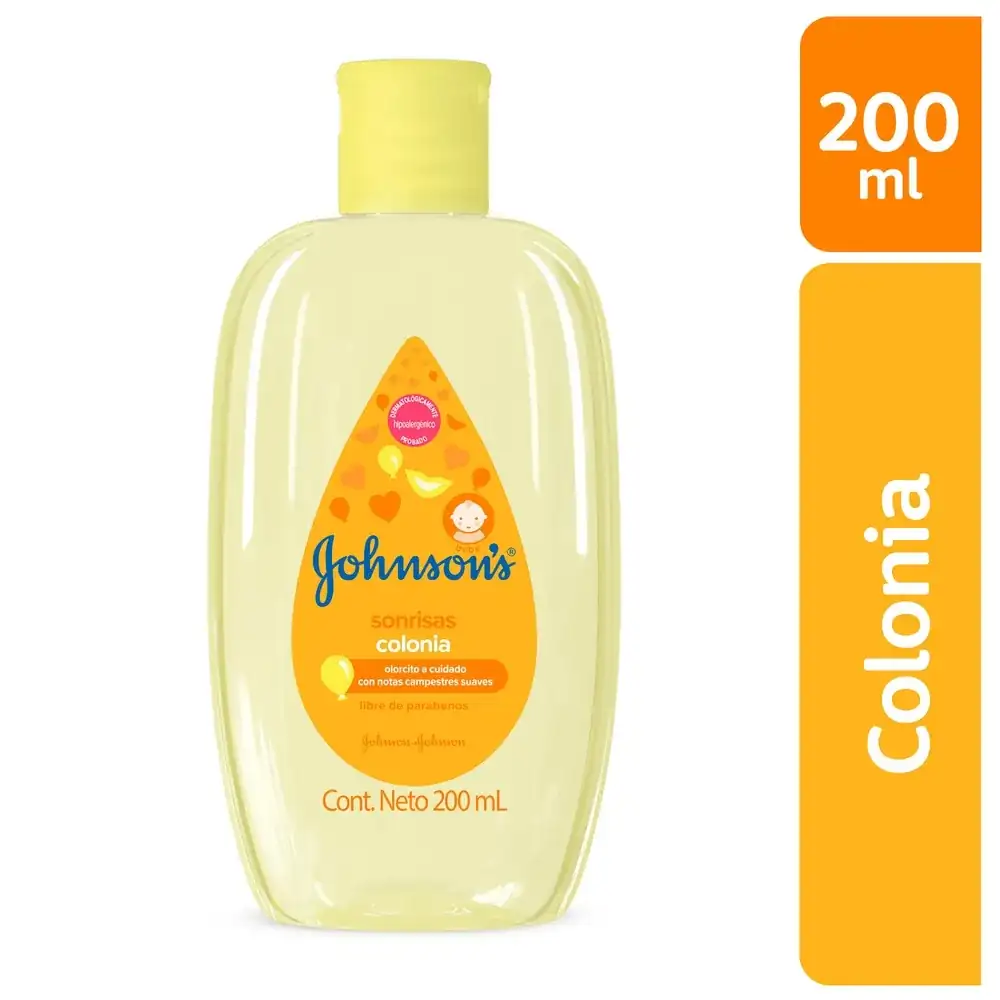 DERMATOLÓGICAMENTE
hipoalergénico
PROBADO
bebé
Johnson's®
sonrisas
colonia
olorcito a cuidado
con notas campestres suaves
libre de parabenos
Johnson & Johnson
Cont. Neto 200 mL
200
ml
Colonia